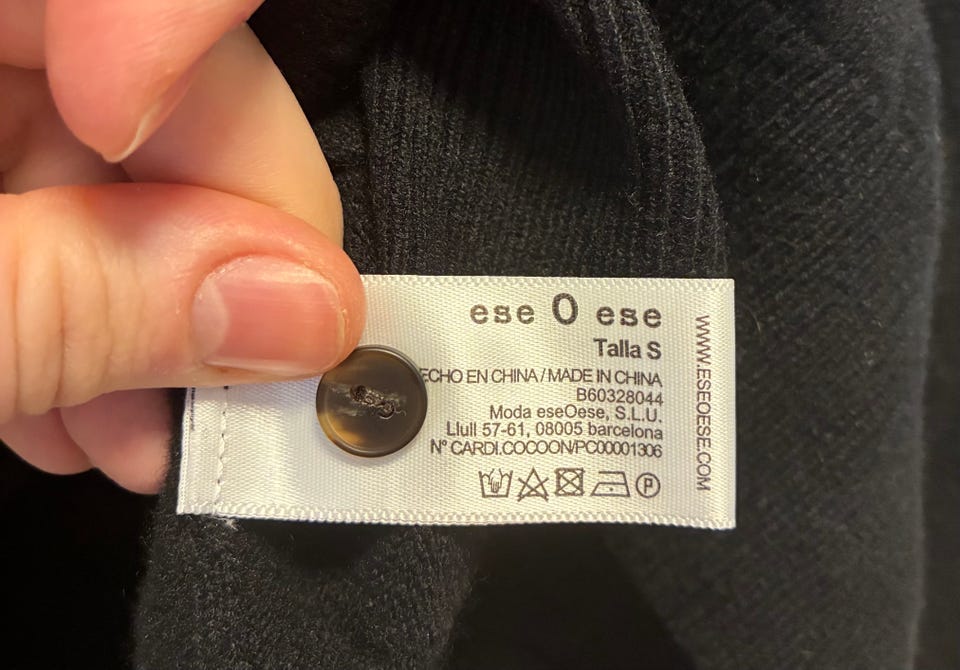 ese O ese
Talla S
ECHO EN CHINA / MADE IN CHINA
B60328044
Moda eseOese, S.L.U.
Llull 57-61, 08005 barcelona
Nº CARDI.COCOON/PC00001306
P
WWW.ESEOESE.COM